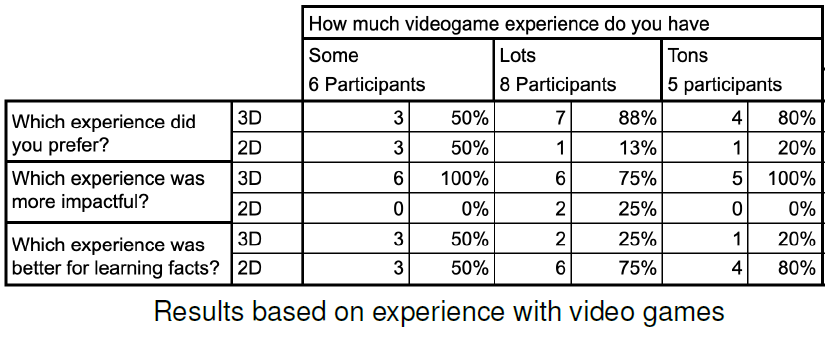 How much videogame experience do you have
Some Lots Tons
6 Participants 8 Participants 5 participants
Which experience did you prefer? 3D 3 50% 7 88% 4 80%
2D 3 50% 1 13% 1 20%
Which experience was more impactful? 3D 6 100% 6 75% 5 100%
2D 0 0% 2 25% 0 0%
Which experience was better for learning facts? 3D 3 50% 2 25% 1 20%
2D 3 50% 6 75% 4 80%
Results based on experience with video games